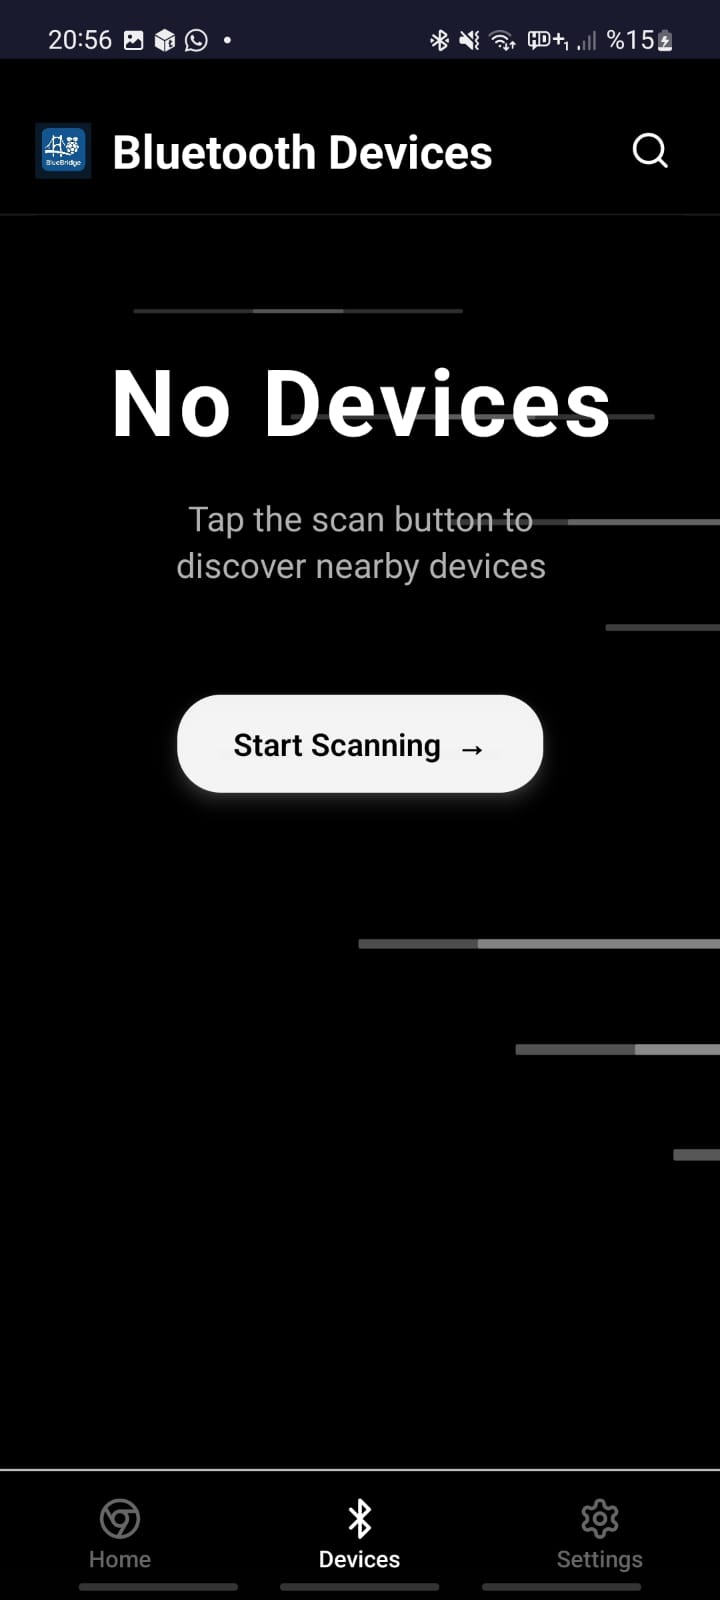 20:56
%15
BlueBridge
Bluetooth Devices
No Devices
Tap the scan button to
discover nearby devices
Start Scanning →
Home
Devices
Settings